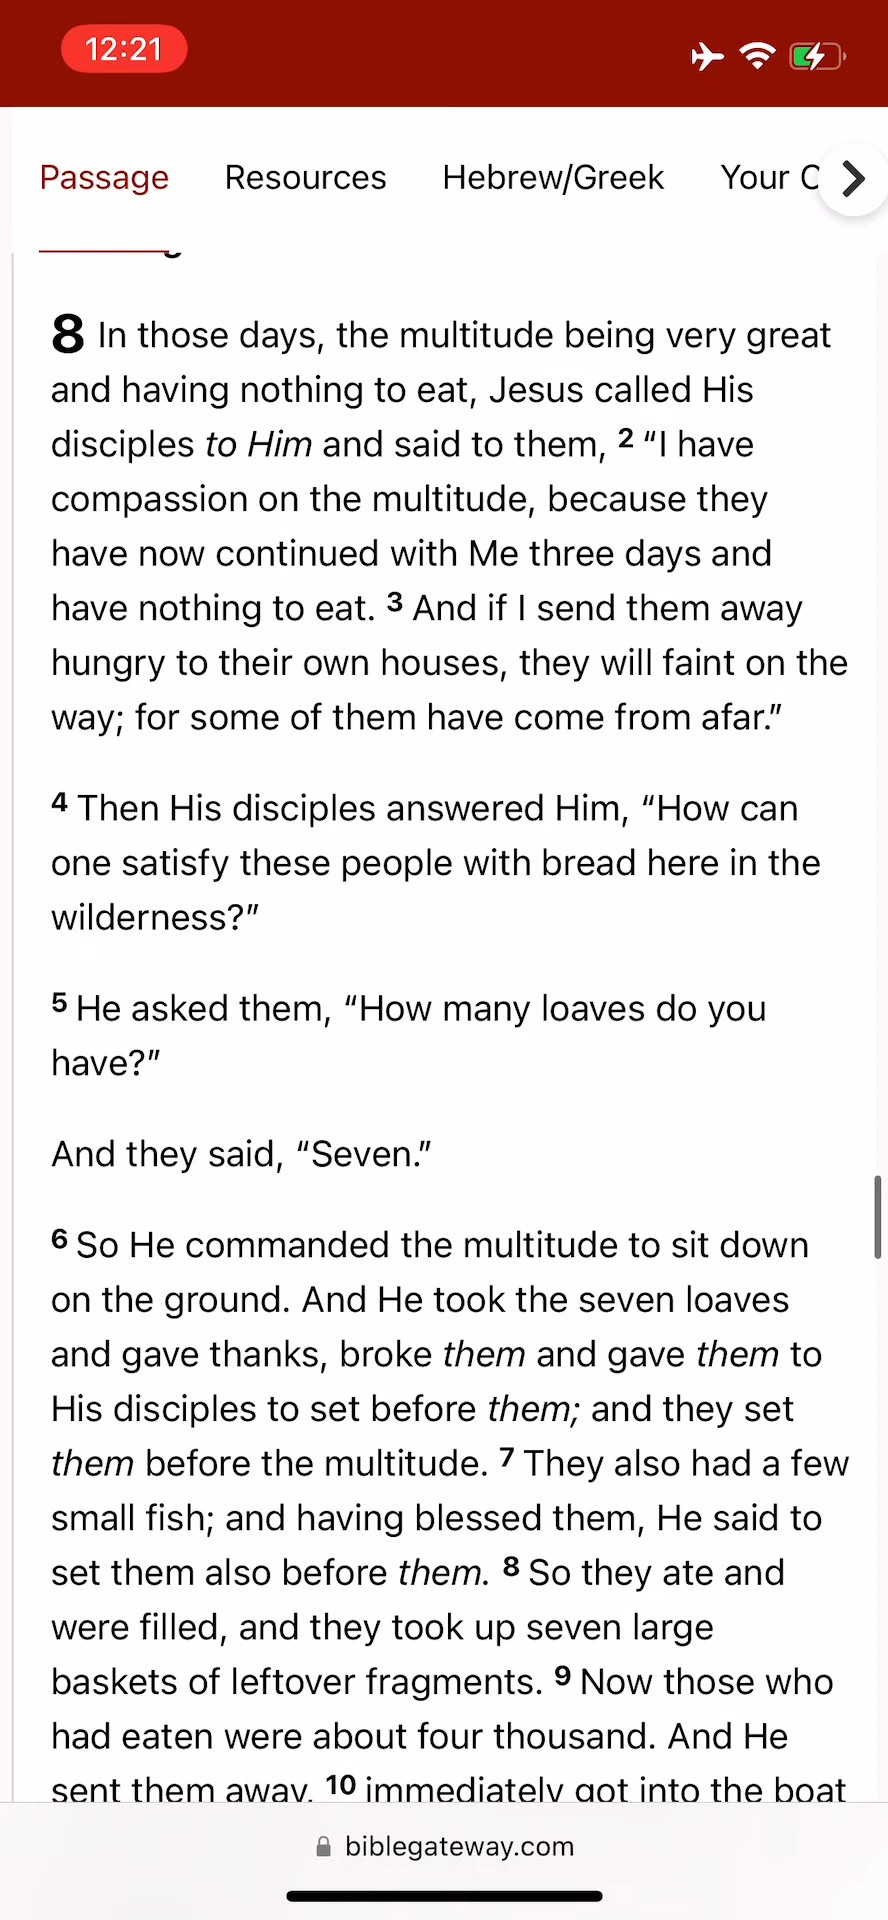 12:21
Passage Resources Hebrew/Greek Your
8 In those days, the multitude being very great
and having nothing to eat, Jesus called His
disciples to Him and said to them, 2 “I have
compassion on the multitude, because they
have now continued with Me three days and
have nothing to eat. 3 And if I send them away
hungry to their own houses, they will faint on the
way; for some of them have come from afar.”
4 Then His disciples answered Him, “How can
one satisfy these people with bread here in the
wilderness?”
5 He asked them, “How many loaves do you
have?”
And they said, “Seven.”
6 So He commanded the multitude to sit down
on the ground. And He took the seven loaves
and gave thanks, broke them and gave them to
His disciples to set before them; and they set
them before the multitude. 7 They also had a few
small fish; and having blessed them, He said to
set them also before them. 8 So they ate and
were filled, and they took up seven large
baskets of leftover fragments. 9 Now those who
had eaten were about four thousand. And He
sent them away, 10 immediately got into the boat
biblegateway.com